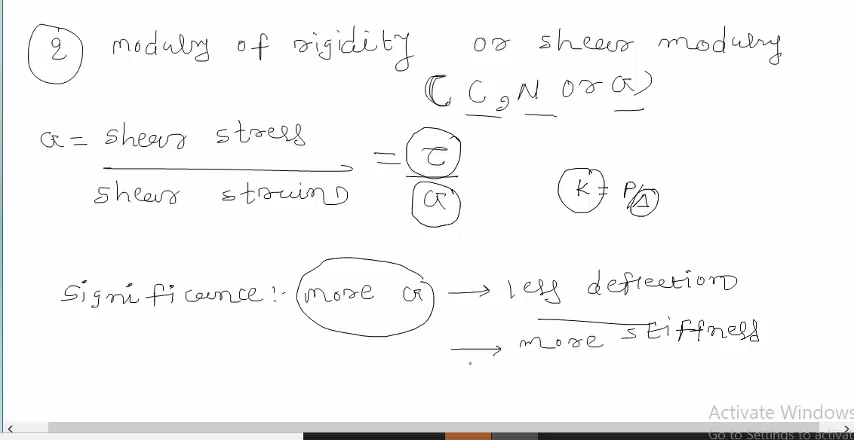 2 modulus of rigidity or shear modulus
(C, N or G)
G = shear stress / shear strain = τ / G
K = P/Δ
Significance:- more G → less deflection
→ more stiffness
Activate Windows
Go to Settings to activat